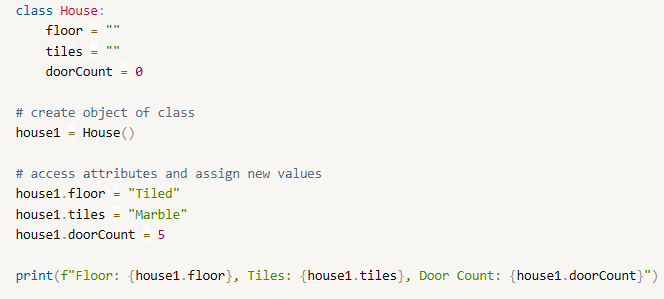 class House:
    floor = ""
    tiles = ""
    doorCount = 0
# create object of class
house1 = House()
# access attributes and assign new values
house1.floor = "Tiled"
house1.tiles = "Marble"
house1.doorCount = 5
print(f"Floor: {house1.floor}, Tiles: {house1.tiles}, Door Count: {house1.doorCount}")